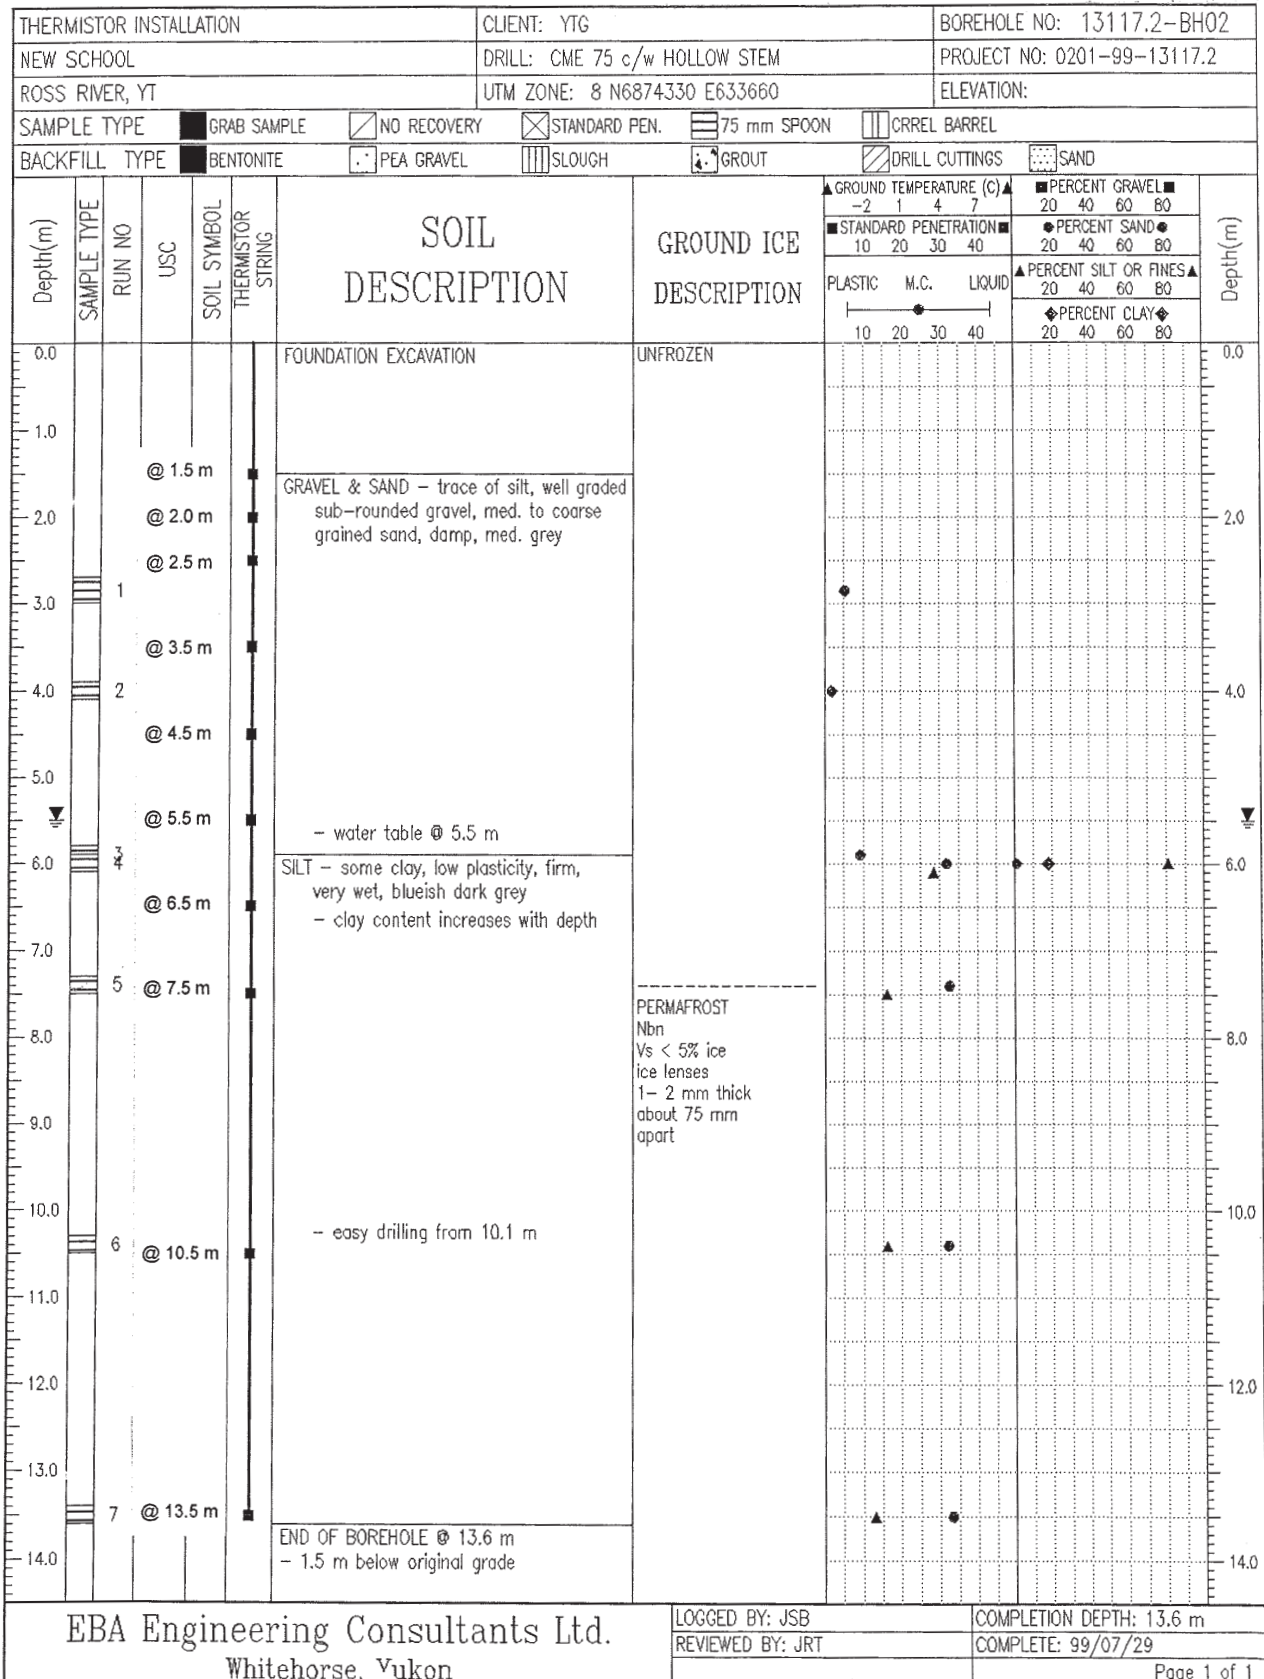 THERMISTOR INSTALLATION
CLIENT: YTG
BOREHOLE NO: 13117.2-BH02
NEW SCHOOL
DRILL: CME 75 c/w HOLLOW STEM
PROJECT NO: 0201-99-13117.2
ROSS RIVER, YT
UTM ZONE: 8 N6874330 E633660
ELEVATION:
SAMPLE TYPE
GRAB SAMPLE
NO RECOVERY
STANDARD PEN.
75 mm SPOON
CRREL BARREL
BACKFILL TYPE
BENTONITE
PEA GRAVEL
SLOUGH
GROUT
DRILL CUTTINGS
SAND
Depth(m)
SAMPLE TYPE
RUN NO
USC
SOIL SYMBOL
THERMISTOR
STRING
SOIL
DESCRIPTION
GROUND ICE
DESCRIPTION
▲GROUND TEMPERATURE (C)▲
-2 1 4 7
■STANDARD PENETRATION■
10 20 30 40
PLASTIC M.C. LIQUID
10 20 30 40
■PERCENT GRAVEL■
20 40 60 80
●PERCENT SAND●
20 40 60 80
▲PERCENT SILT OR FINES▲
20 40 60 80
◆PERCENT CLAY◆
20 40 60 80
Depth(m)
0.0
FOUNDATION EXCAVATION
UNFROZEN
0.0
1.0
@ 1.5 m
GRAVEL & SAND - trace of silt, well graded
sub-rounded gravel, med. to coarse
grained sand, damp, med. grey
2.0
@ 2.0 m
2.0
@ 2.5 m
1
3.0
@ 3.5 m
4.0
2
4.0
@ 4.5 m
5.0
@ 5.5 m
- water table @ 5.5 m
3
4
6.0
6.0
SILT - some clay, low plasticity, firm,
very wet, blueish dark grey
- clay content increases with depth
@ 6.5 m
7.0
5
@ 7.5 m
PERMAFROST
Nbn
Vs < 5% ice
ice lenses
1- 2 mm thick
about 75 mm
apart
8.0
8.0
9.0
10.0
10.0
- easy drilling from 10.1 m
6
@ 10.5 m
11.0
12.0
12.0
13.0
7
@ 13.5 m
END OF BOREHOLE @ 13.6 m
- 1.5 m below original grade
14.0
14.0
EBA Engineering Consultants Ltd.
Whitehorse, Yukon
LOGGED BY: JSB
COMPLETION DEPTH: 13.6 m
REVIEWED BY: JRT
COMPLETE: 99/07/29
Page 1 of 1